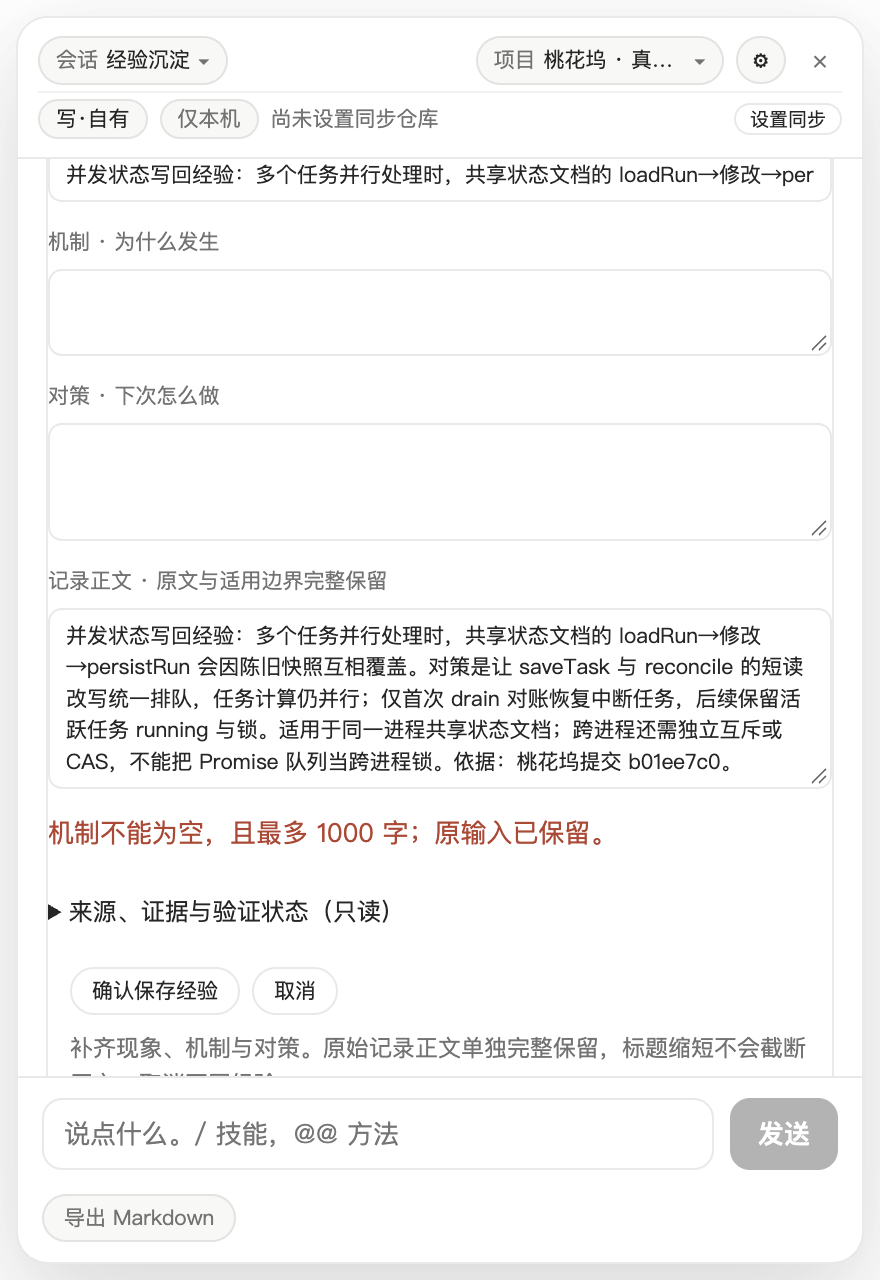 会话 经验沉淀
项目 桃花坞 · 真…
写·自有
仅本机
尚未设置同步仓库
设置同步
并发状态写回经验：多个任务并行处理时，共享状态文档的 loadRun→修改→per
机制 · 为什么发生
对策 · 下次怎么做
记录正文 · 原文与适用边界完整保留
并发状态写回经验：多个任务并行处理时，共享状态文档的 loadRun→修改
→persistRun 会因陈旧快照互相覆盖。对策是让 saveTask 与 reconcile 的短读
改写统一排队，任务计算仍并行；仅首次 drain 对账恢复中断任务，后续保留活
跃任务 running 与锁。适用于同一进程共享状态文档；跨进程还需独立互斥或
CAS，不能把 Promise 队列当跨进程锁。依据：桃花坞提交 b01ee7c0。
机制不能为空，且最多 1000 字；原输入已保留。
来源、证据与验证状态（只读）
确认保存经验
取消
补齐现象、机制与对策。原始记录正文单独完整保留，标题缩短不会截断
说点什么。/ 技能，@@ 方法
发送
导出 Markdown